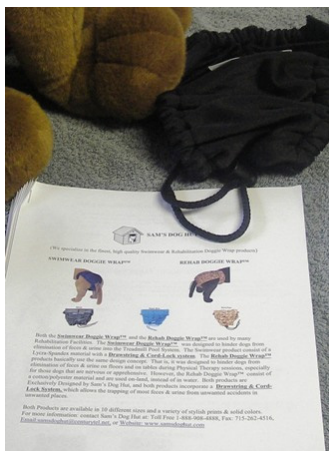 SAM'S DOG HUT
(We specialize in the finest, high quality Swimwear & Rehabilitation Doggie Wrap products)
SWIMWEAR DOGGIE WRAP™ REHAB DOGGIE WRAP™
Both the Swimwear Doggie Wrap™, and the Rehab Doggie Wrap™ are used by many
Rehabilitation Facilities. The Swimwear Doggie Wrap™ was designed to hinder dogs from
elimination of feces & urine into the Treadmill Pool System. The Swimwear product consist of a
Lycra/Spandex material with a Drawstring & Cord-Lock system. The Rehab Doggie Wrap™
products basically use the same design concept. That is, it was designed to hinder dogs from
elimination of feces & urine on floors and on tables during Physical Therapy sessions, especially
for those dogs that are nervous or apprehensive. However, the Rehab Doggie Wrap™ consist of
a cotton/polyester material and are used on-land, instead of in water. Both products are
Exclusively Designed by Sam's Dog Hut, and both products incorporate a Drawstring & Cord-
Lock System, which allows the trapping of most feces & urine from unwanted accidents in
unwanted places.
Both Products are available in 10 different sizes and a variety of stylish prints & solid colors.
For more information: contact Sam's Dog Hut at: Toll Free 1-888-908-4888, Fax: 715-262-4516,
Email: or Website: www.samsdoghut.com